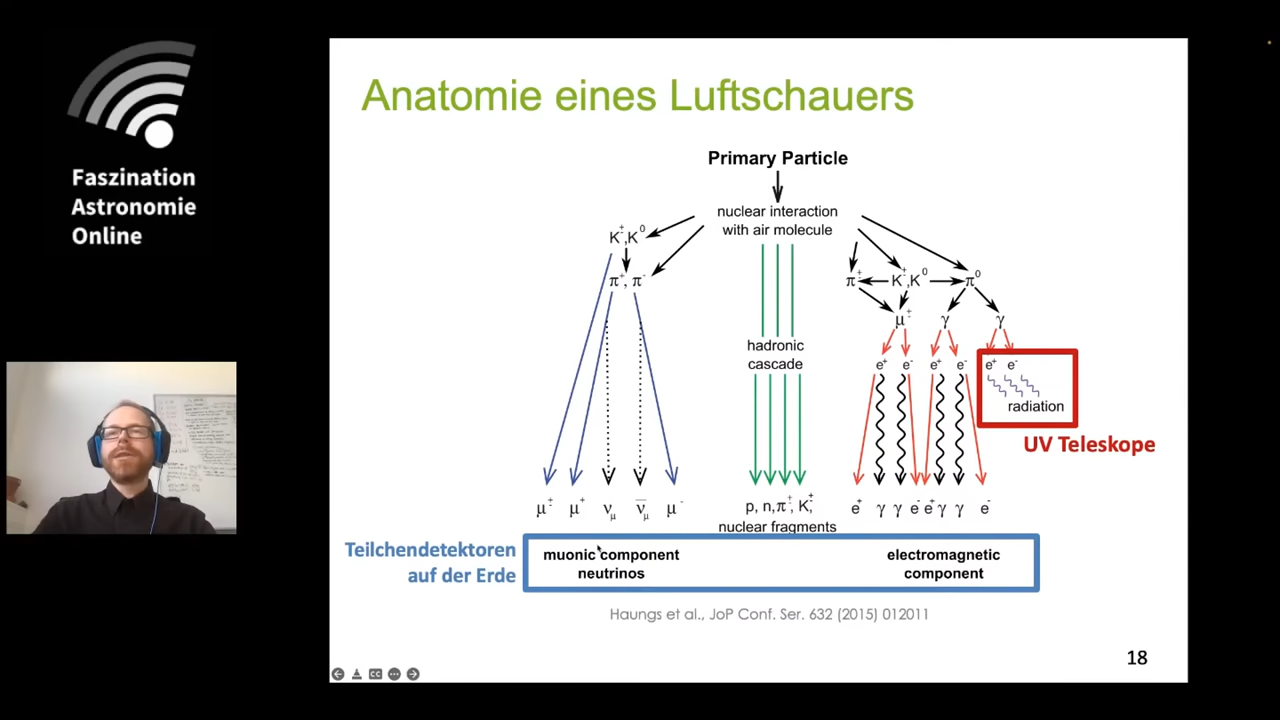 Faszination
Astronomie
Online
Anatomie eines Luftschauers
Primary Particle
nuclear interaction
with air molecule
K±,K⁰
π⁺, π⁻
π± K±,K⁰ π⁰
μ± γ γ
hadronic
cascade
e⁺ e⁻ e⁺ e⁻ e⁺ e⁻
radiation
UV Teleskope
μ± μ⁺ νμ ν̄μ μ⁻
p, n, π±, K±,
nuclear fragments
e⁺ γ γ e⁻ e⁺ γ γ e⁻
Teilchendetektoren
auf der Erde
muonic component
neutrinos
electromagnetic
component
Haungs et al., JoP Conf. Ser. 632 (2015) 012011
18
CC